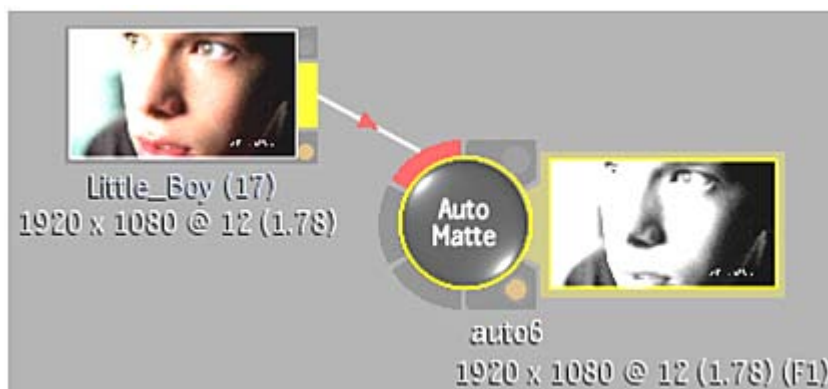 Little_Boy (17)
1920 x 1080 @ 12 (1.78)
Auto
Matte
auto6
1920 x 1080 @ 12 (1.78) (F1)